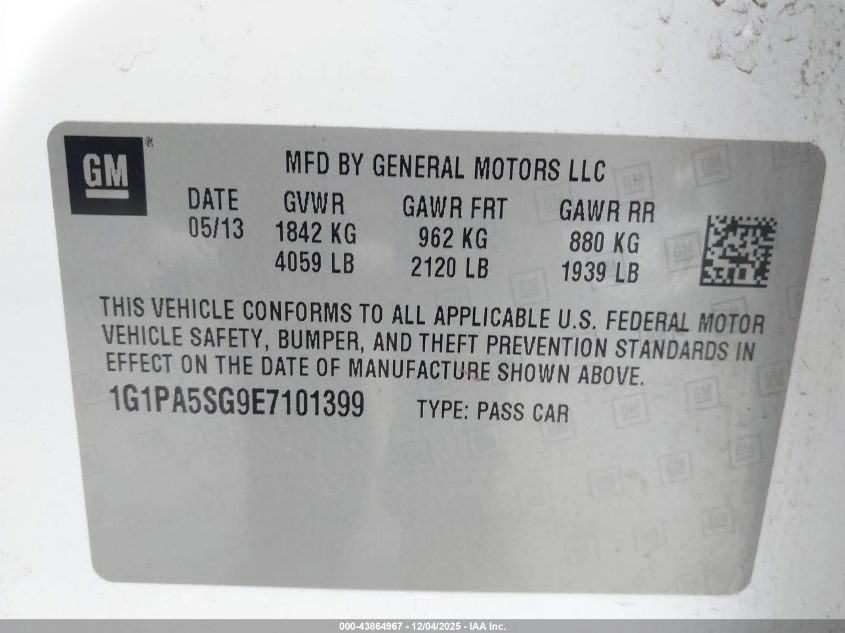 GM®
MFD BY GENERAL MOTORS LLC
DATE GVWR GAWR FRT GAWR RR
05/13 1842 KG 962 KG 880 KG
4059 LB 2120 LB 1939 LB
THIS VEHICLE CONFORMS TO ALL APPLICABLE U.S. FEDERAL MOTOR
VEHICLE SAFETY, BUMPER, AND THEFT PREVENTION STANDARDS IN
EFFECT ON THE DATE OF MANUFACTURE SHOWN ABOVE.
1G1PA5SG9E7101399 TYPE: PASS CAR
000-43864967 - 12/04/2025 - IAA Inc.